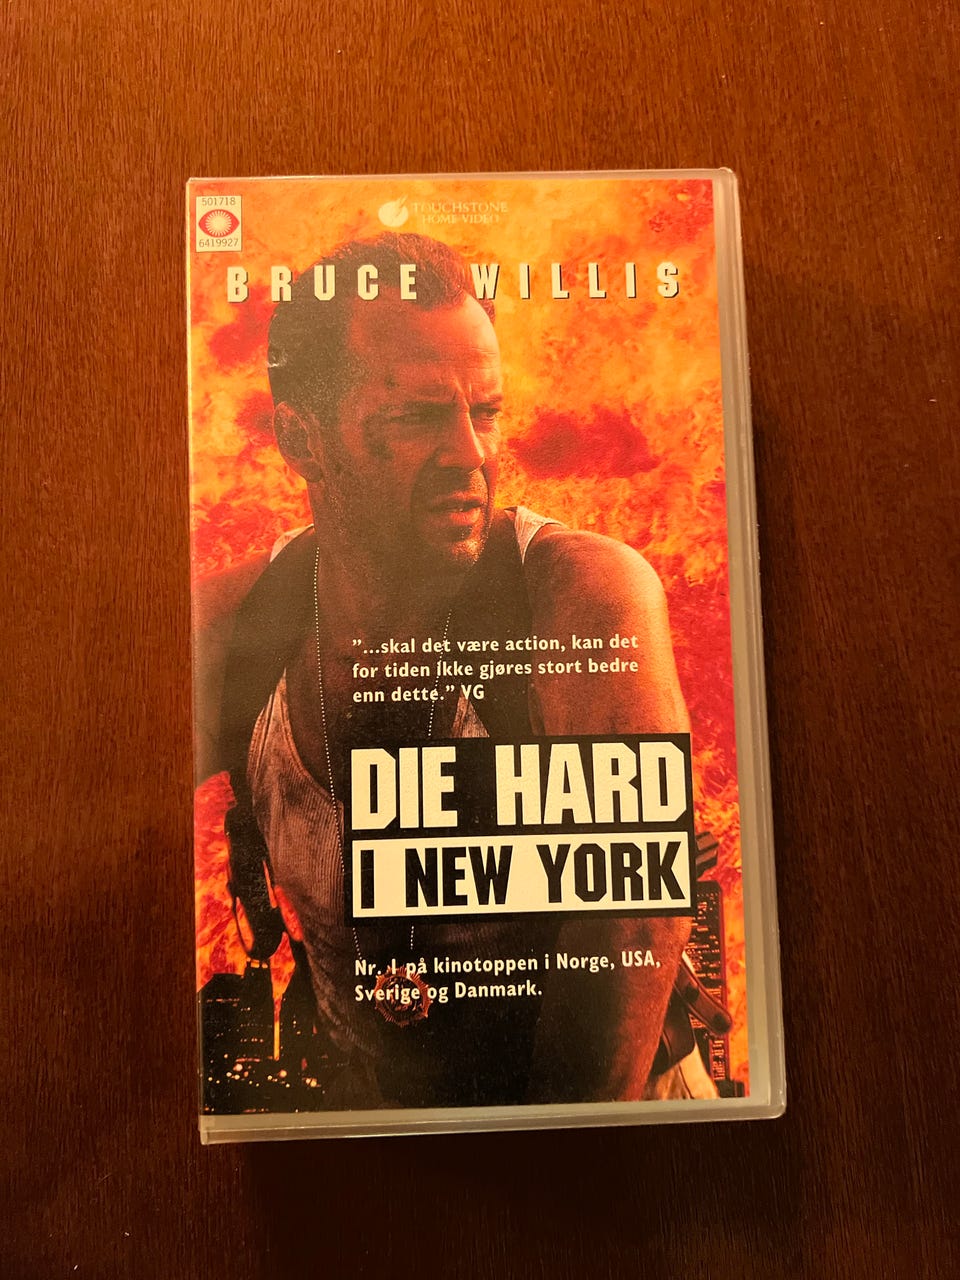 501718
6419927
TOUCHSTONE
HOME VIDEO
BRUCE WILLIS
"...skal det være action, kan det
for tiden ikke gjøres stort bedre
enn dette." VG
DIE HARD
I NEW YORK
Nr. 1 på kinotoppen i Norge, USA,
Sverige og Danmark.